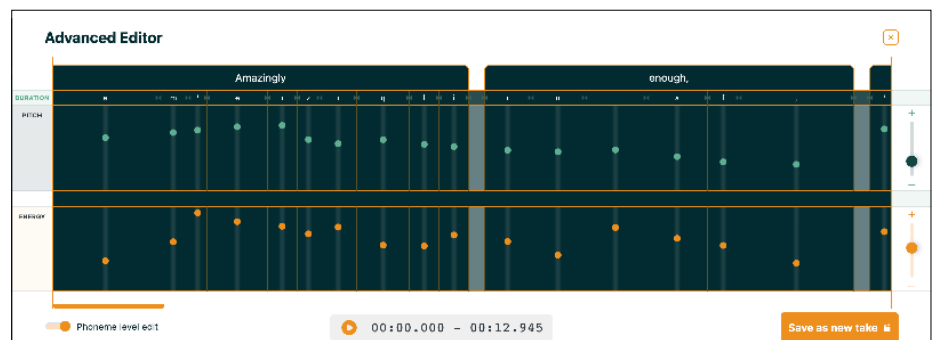 Advanced Editor
Amazingly enough,
DURATION
PITCH
+
−
ENERGY
+
−
Phoneme level edit
00:00.000 – 00:12.945
Save as new take